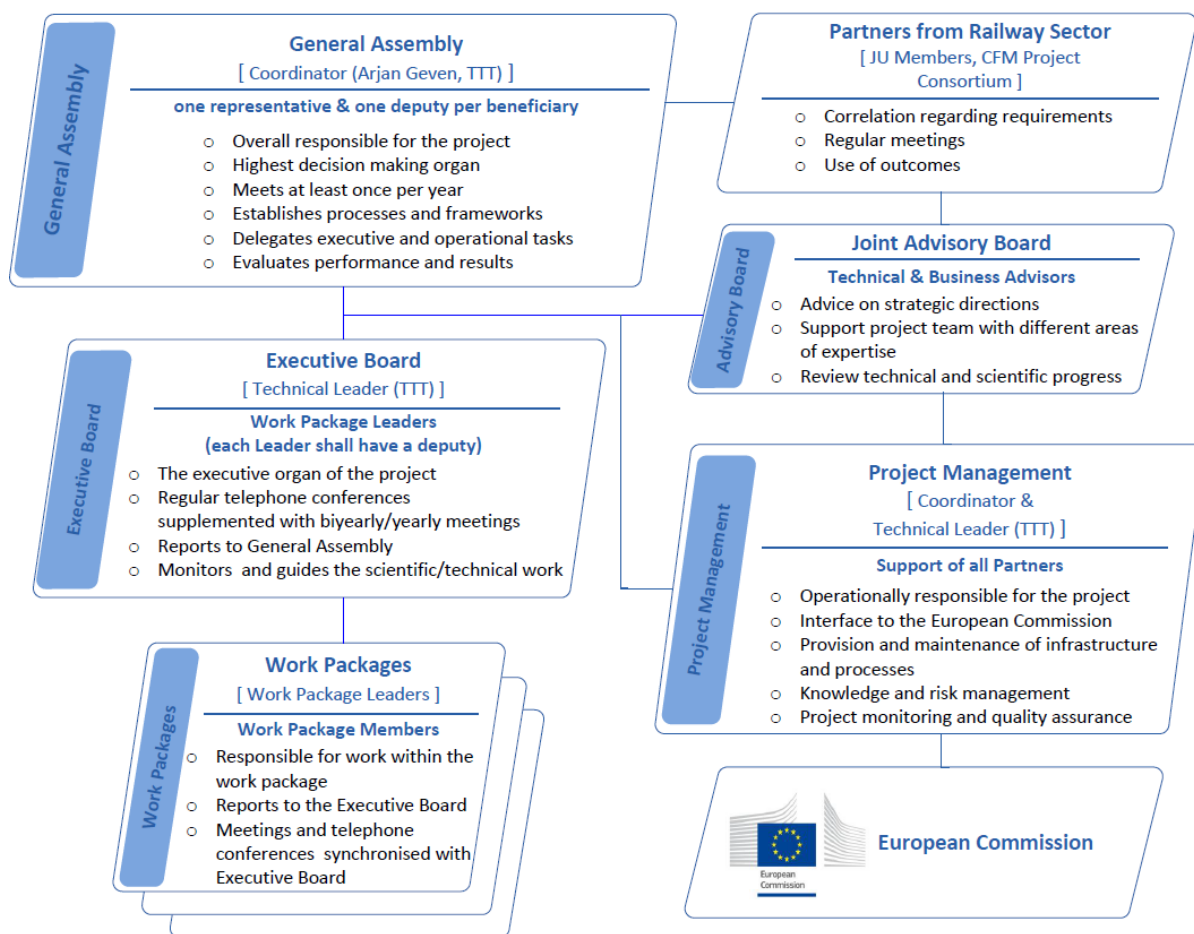 General Assembly
General Assembly
[ Coordinator (Arjan Geven, TTT) ]
one representative & one deputy per beneficiary
o Overall responsible for the project
o Highest decision making organ
o Meets at least once per year
o Establishes processes and frameworks
o Delegates executive and operational tasks
o Evaluates performance and results
Partners from Railway Sector
[ JU Members, CFM Project
Consortium ]
o Correlation regarding requirements
o Regular meetings
o Use of outcomes
Advisory Board
Joint Advisory Board
Technical & Business Advisors
o Advice on strategic directions
o Support project team with different areas
of expertise
o Review technical and scientific progress
Executive Board
Executive Board
[ Technical Leader (TTT) ]
Work Package Leaders
(each Leader shall have a deputy)
o The executive organ of the project
o Regular telephone conferences
supplemented with biyearly/yearly meetings
o Reports to General Assembly
o Monitors and guides the scientific/technical work
Project Management
Project Management
[ Coordinator &
Technical Leader (TTT) ]
Support of all Partners
o Operationally responsible for the project
o Interface to the European Commission
o Provision and maintenance of infrastructure
and processes
o Knowledge and risk management
o Project monitoring and quality assurance
Work Packages
Work Packages
[ Work Package Leaders ]
Work Package Members
o Responsible for work within the
work package
o Reports to the Executive Board
o Meetings and telephone
conferences synchronised with
Executive Board
European
Commission
European Commission